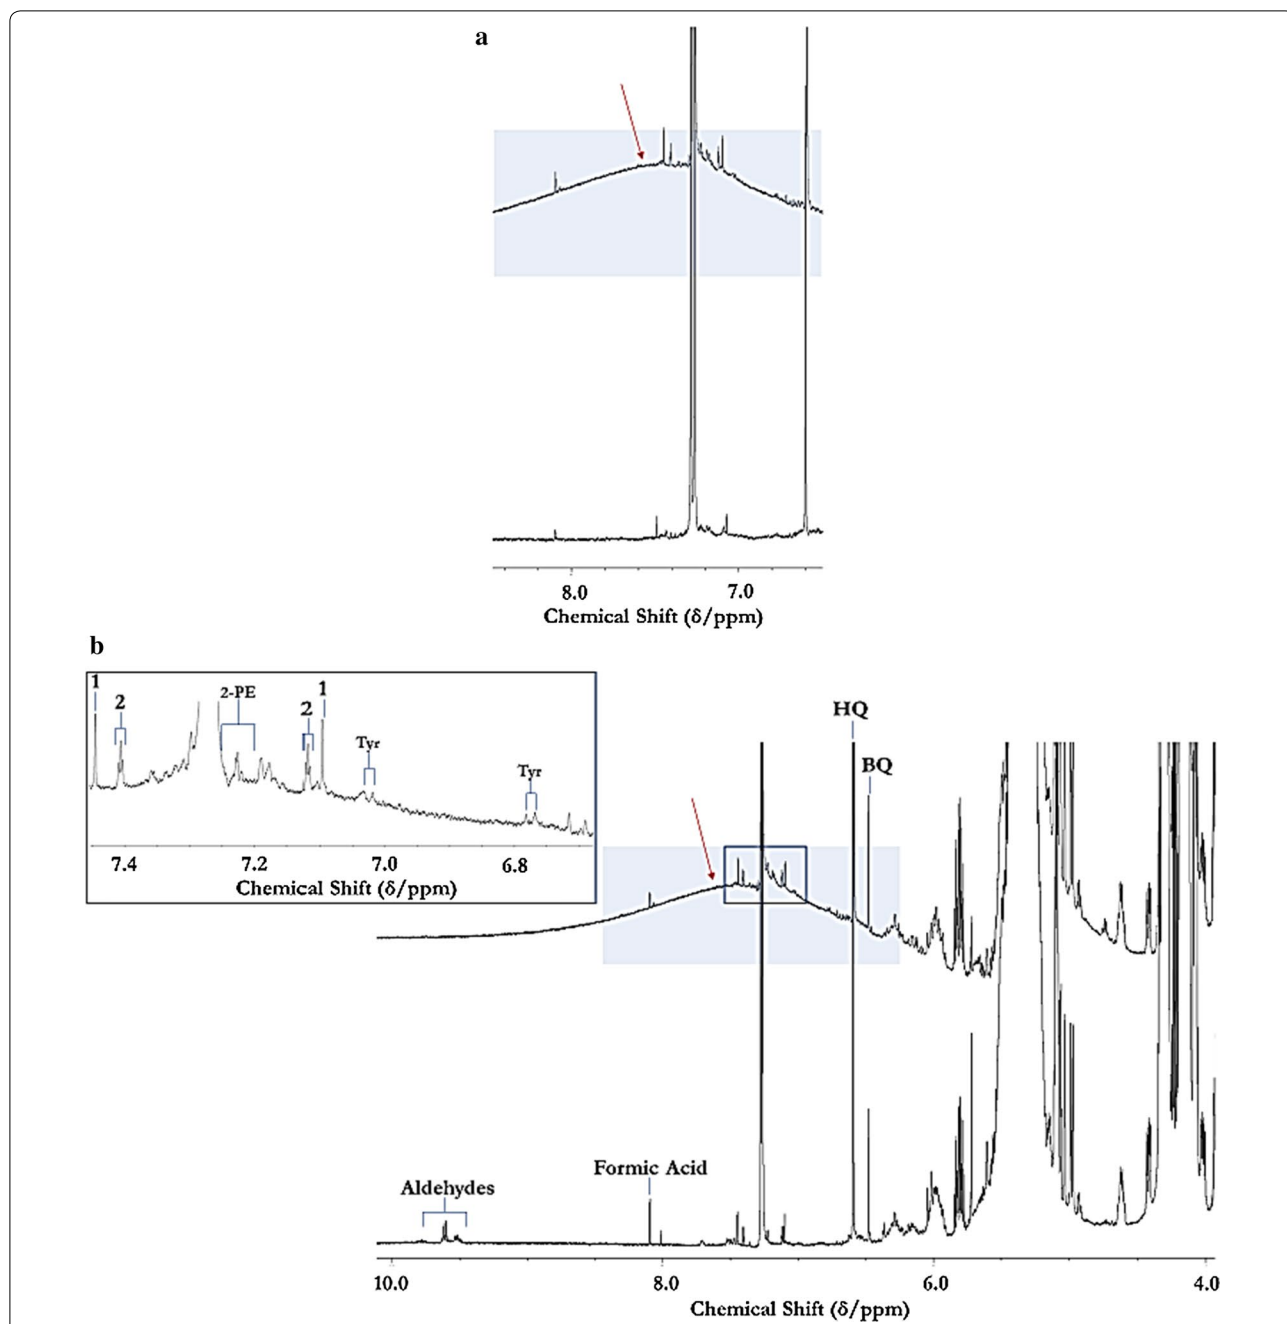 a
8.0 7.0
Chemical Shift (δ/ppm)
b
1 2 2-PE 2 1
Tyr
Tyr
7.4 7.2 7.0 6.8
Chemical Shift (δ/ppm)
HQ
BQ
Formic Acid
Aldehydes
10.0 8.0 6.0 4.0
Chemical Shift (δ/ppm)